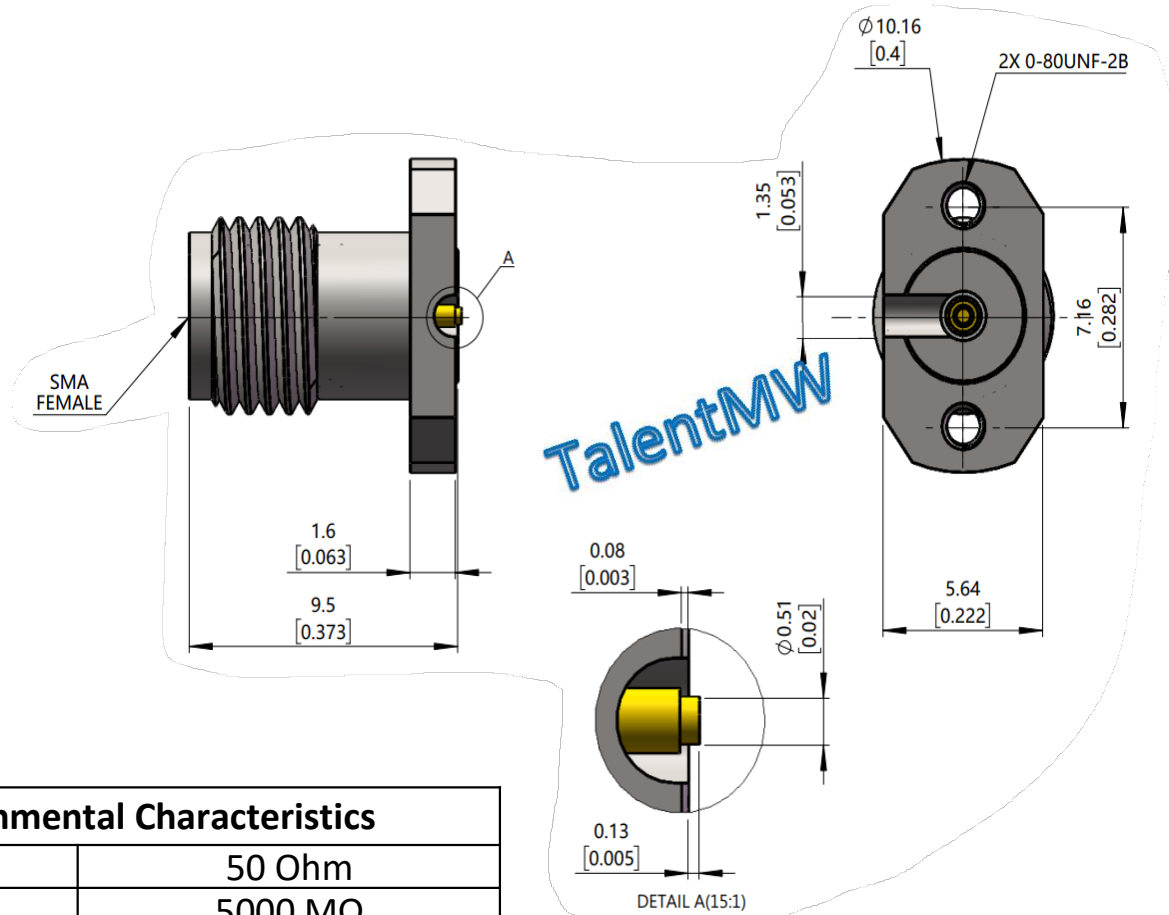 Ø10.16
[0.4]
2X 0-80UNF-2B
1.35
[0.053]
A
7.16
[0.282]
SMA
FEMALE
TalentMW
1.6
[0.063]
9.5
[0.373]
0.08
[0.003]
Ø0.51
[0.02]
5.64
[0.222]
0.13
[0.005]
DETAIL A(15:1)
nmental Characteristics
50 Ohm
5000 MΩ